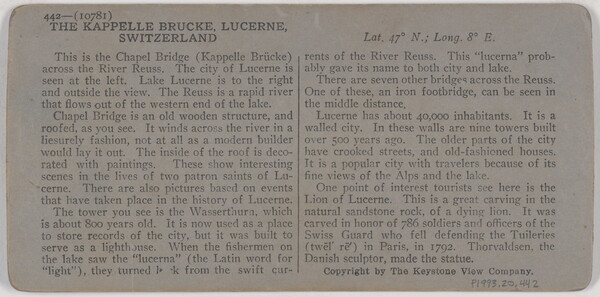 442—(10781)
THE KAPPELLE BRUCKE, LUCERNE,
SWITZERLAND
Lat. 47° N.; Long. 8° E.
This is the Chapel Bridge (Kappelle Brücke)
across the River Reuss. The city of Lucerne is
seen at the left. Lake Lucerne is to the right
and outside the view. The Reuss is a rapid river
that flows out of the western end of the lake.
Chapel Bridge is an old wooden structure, and
roofed, as you see. It winds across the river in a
liesurely fashion, not at all as a modern builder
would lay it out. The inside of the roof is deco-
rated with paintings. These show interesting
scenes in the lives of two patron saints of Lu-
cerne. There are also pictures based on events
that have taken place in the history of Lucerne.
The tower you see is the Wasserthurm, which
is about 800 years old. It is now used as a place
to store records of the city, but it was built to
serve as a lighthouse. When the fishermen on
the lake saw the "lucerna" (the Latin word for
"light"), they turned back from the swift cur-
rents of the River Reuss. This "lucerna" prob-
ably gave its name to both city and lake.
There are seven other bridges across the Reuss.
One of these, an iron footbridge, can be seen in
the middle distance.
Lucerne has about 40,000 inhabitants. It is a
walled city. In these walls are nine towers built
over 500 years ago. The older parts of the city
have crooked streets, and old-fashioned houses.
It is a popular city with travelers because of its
fine views of the Alps and the lake.
One point of interest tourists see here is the
Lion of Lucerne. This is a great carving in the
natural sandstone rock, of a dying lion. It was
carved in honor of 786 soldiers and officers of the
Swiss Guard who fell defending the Tuileries
(twēl' rē') in Paris, in 1792. Thorvaldsen, the
Danish sculptor, made the statue.
Copyright by The Keystone View Company.
P1973.20.442